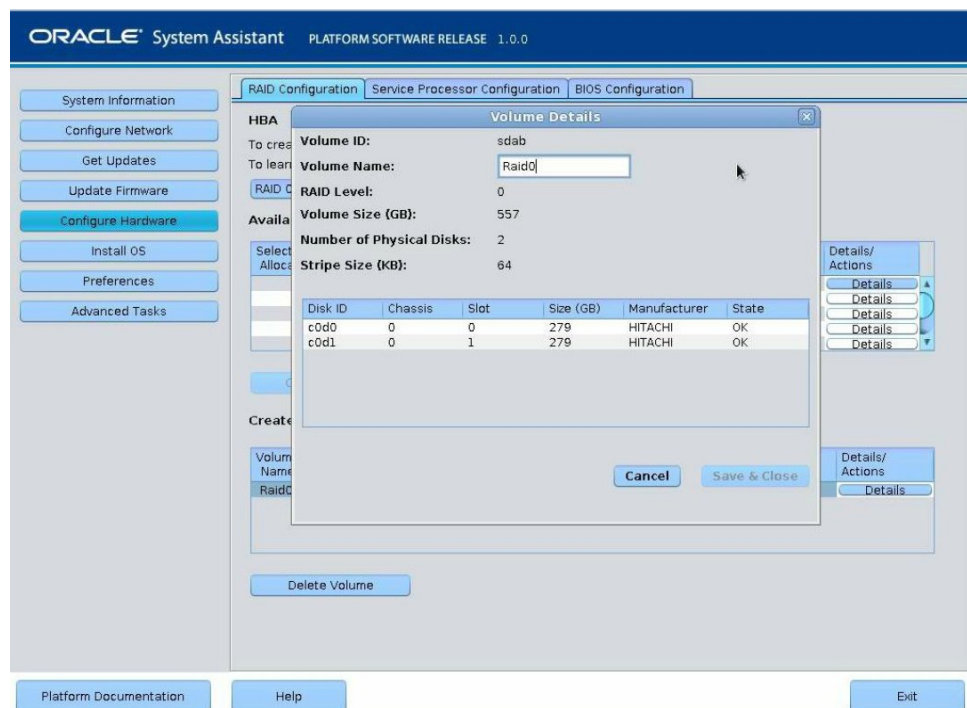 ORACLE System Assistant PLATFORM SOFTWARE RELEASE 1.0.0
System Information
Configure Network
Get Updates
Update Firmware
Configure Hardware
Install OS
Preferences
Advanced Tasks
RAID Configuration Service Processor Configuration BIOS Configuration
HBA
To crea
To lear
RAID
Availa
Select
Alloca
Details/
Actions
Details
Details
Details
Details
Details
Create
Volum
Name
Raid0
Details/
Actions
Details
Delete Volume
Volume Details
Volume ID: sdab
Volume Name: Raid0
RAID Level: 0
Volume Size (GB): 557
Number of Physical Disks: 2
Stripe Size (KB): 64
Disk ID Chassis Slot Size (GB) Manufacturer State
c0d0 0 0 279 HITACHI OK
c0d1 0 1 279 HITACHI OK
Cancel Save & Close
Platform Documentation Help Exit